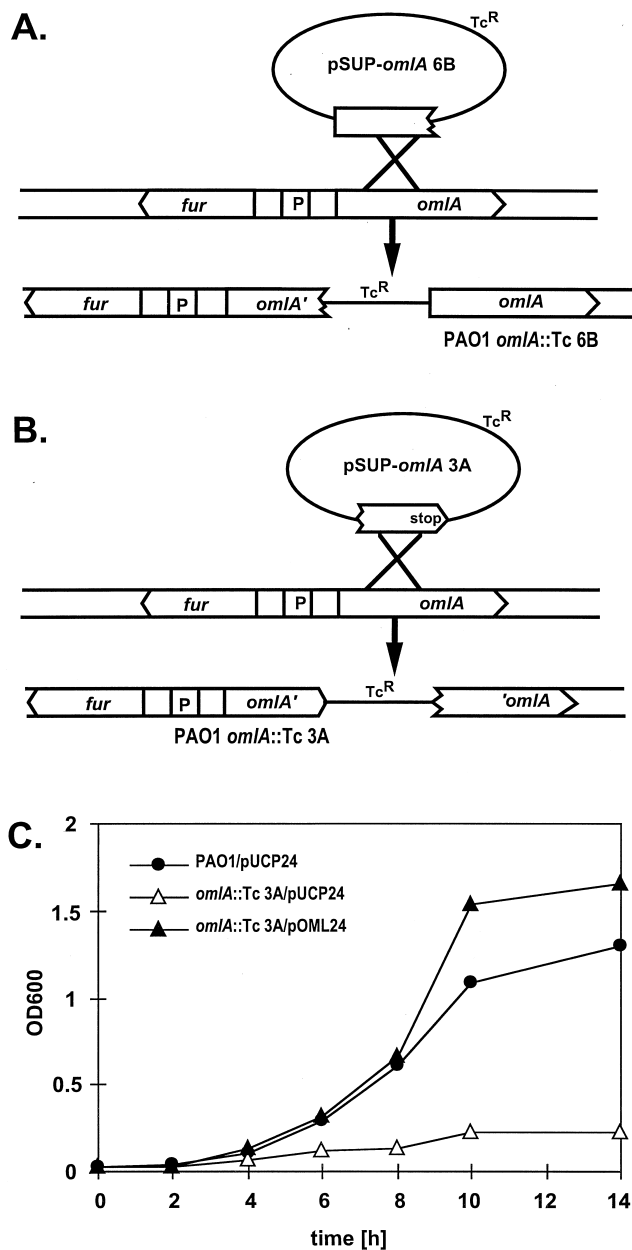 A.
Tc^R
pSUP-omlA 6B
fur P omlA
Tc^R
fur P omlA' omlA
PAO1 omlA::Tc 6B
B.
Tc^R
pSUP-omlA 3A
stop
fur P omlA
Tc^R
fur P omlA' 'omlA
PAO1 omlA::Tc 3A
C.
PAO1/pUCP24
omlA::Tc 3A/pUCP24
omlA::Tc 3A/pOML24
2
1.5
1
0.5
0
OD600
0 2 4 6 8 10 12 14
time [h]